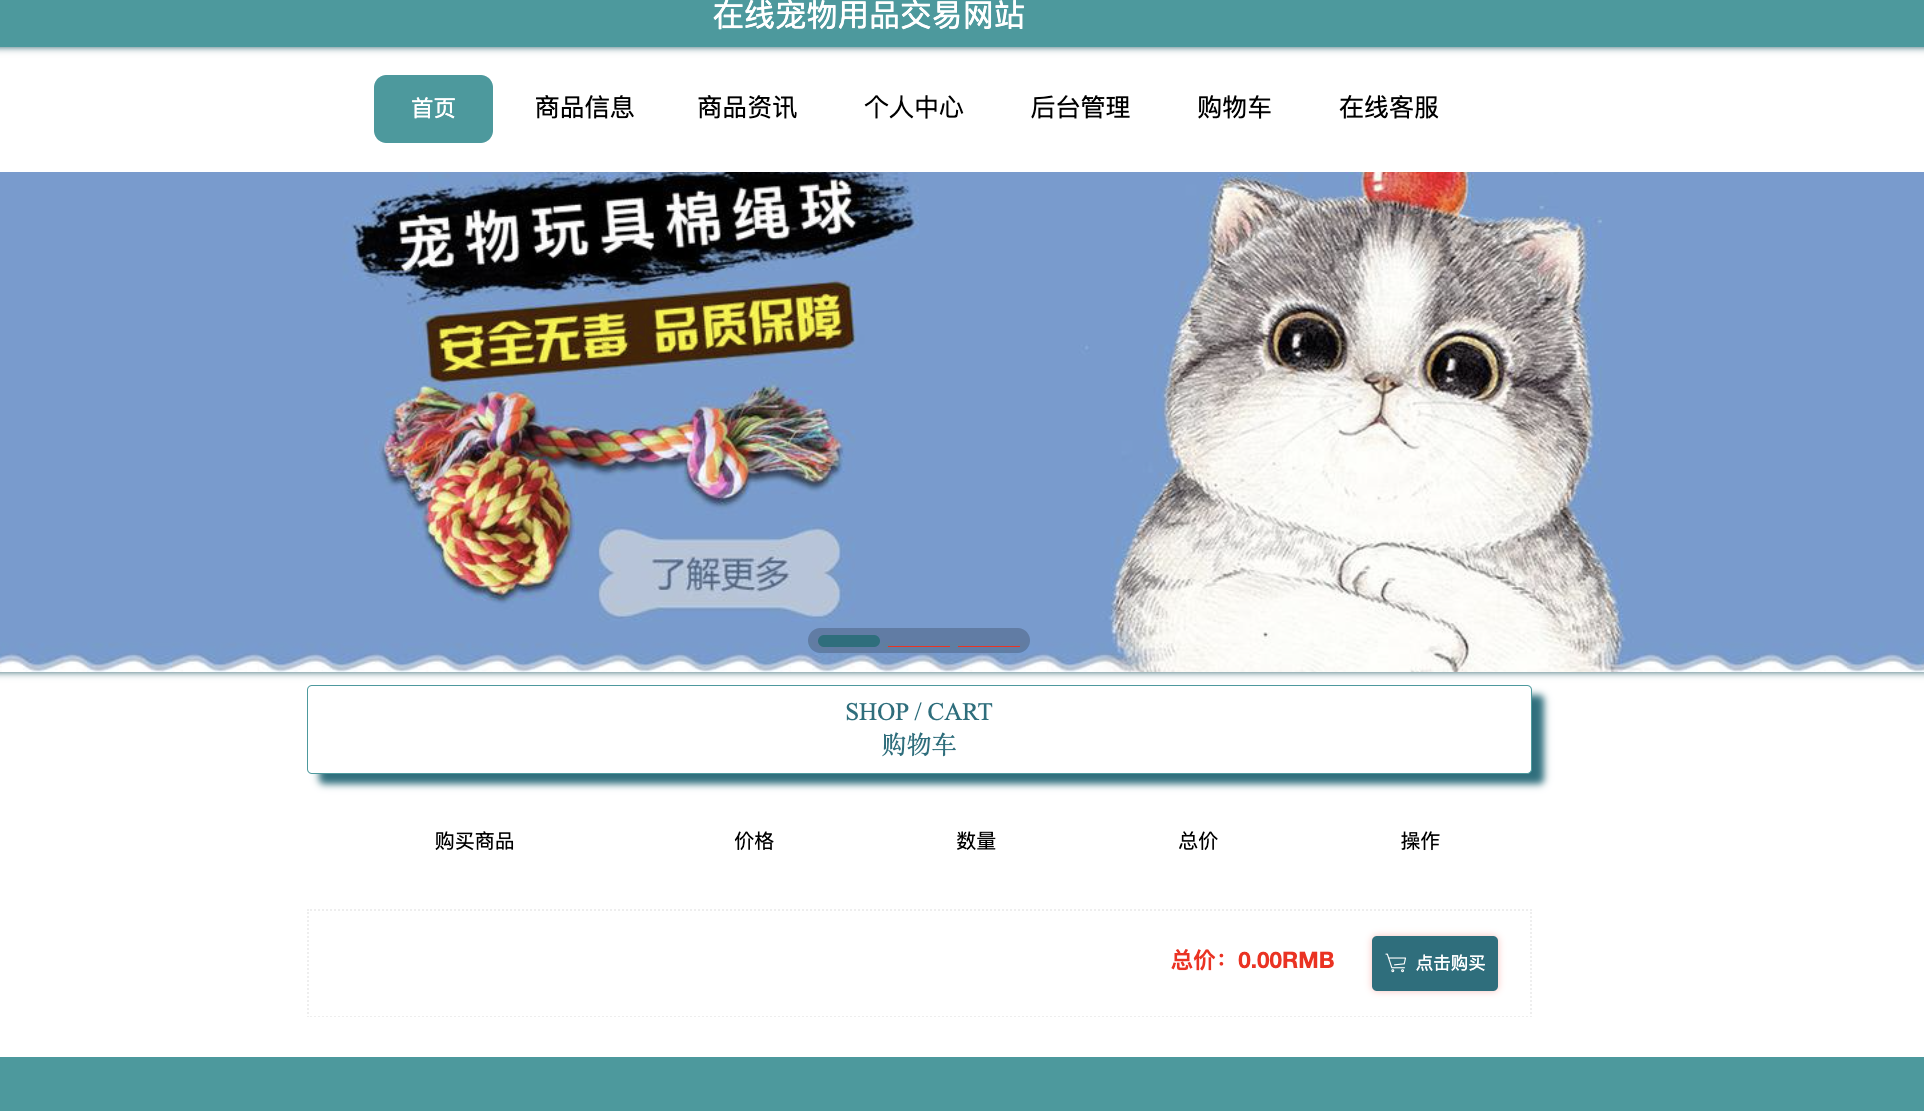 在线宠物用品交易网站
首页 商品信息 商品资讯 个人中心 后台管理 购物车 在线客服
宠物玩具棉绳球
安全无毒 品质保障
了解更多
SHOP / CART
购物车
购买商品 价格 数量 总价 操作
总价：0.00RMB 点击购买